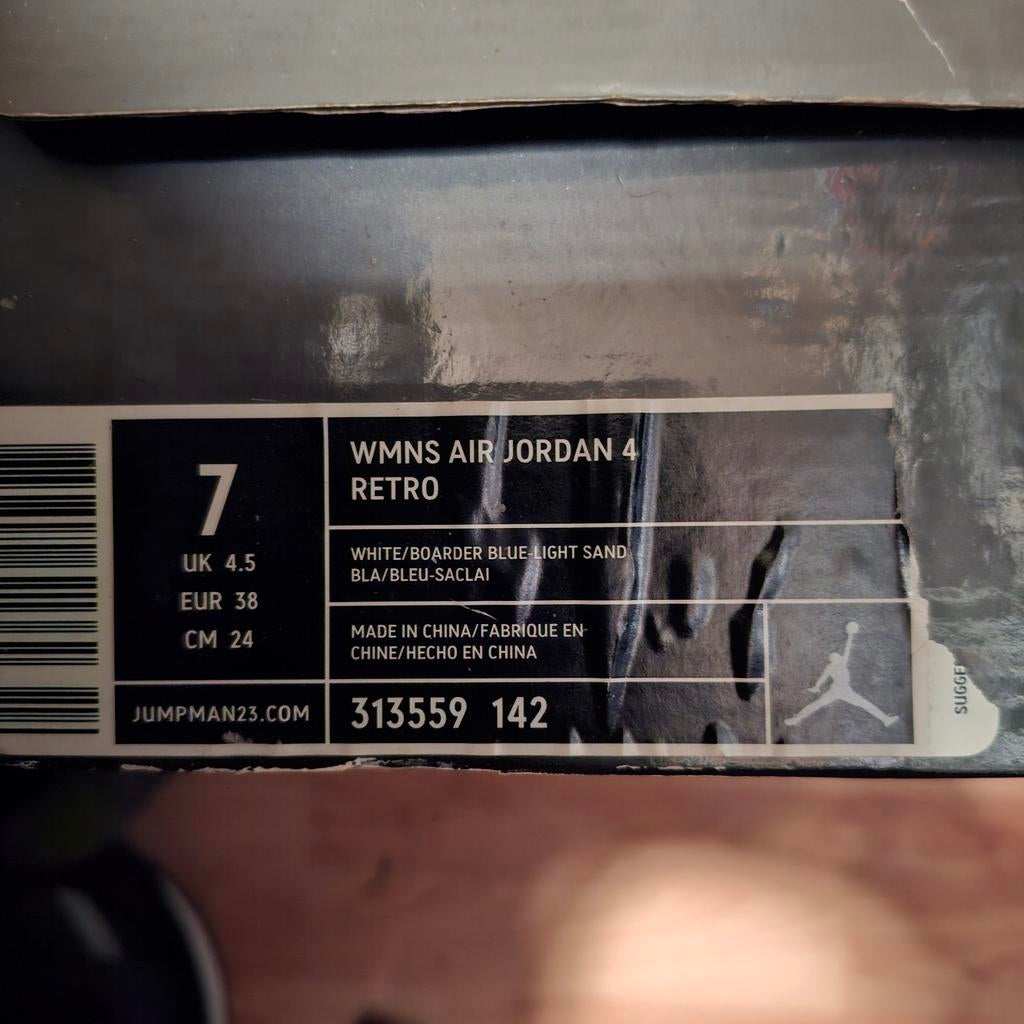 7
UK 4.5
EUR 38
CM 24
JUMPMAN23.COM
WMNS AIR JORDAN 4
RETRO
WHITE/BOARDER BLUE-LIGHT SAND
BLA/BLEU-SACLAI
MADE IN CHINA/FABRIQUE EN
CHINE/HECHO EN CHINA
313559 142
SUGGE